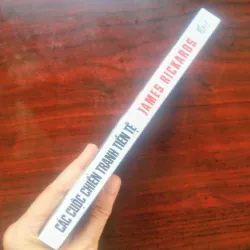 CÁC CUỘC CHIẾN TRANH TIỀN TỆ
JAMES RICKARDS